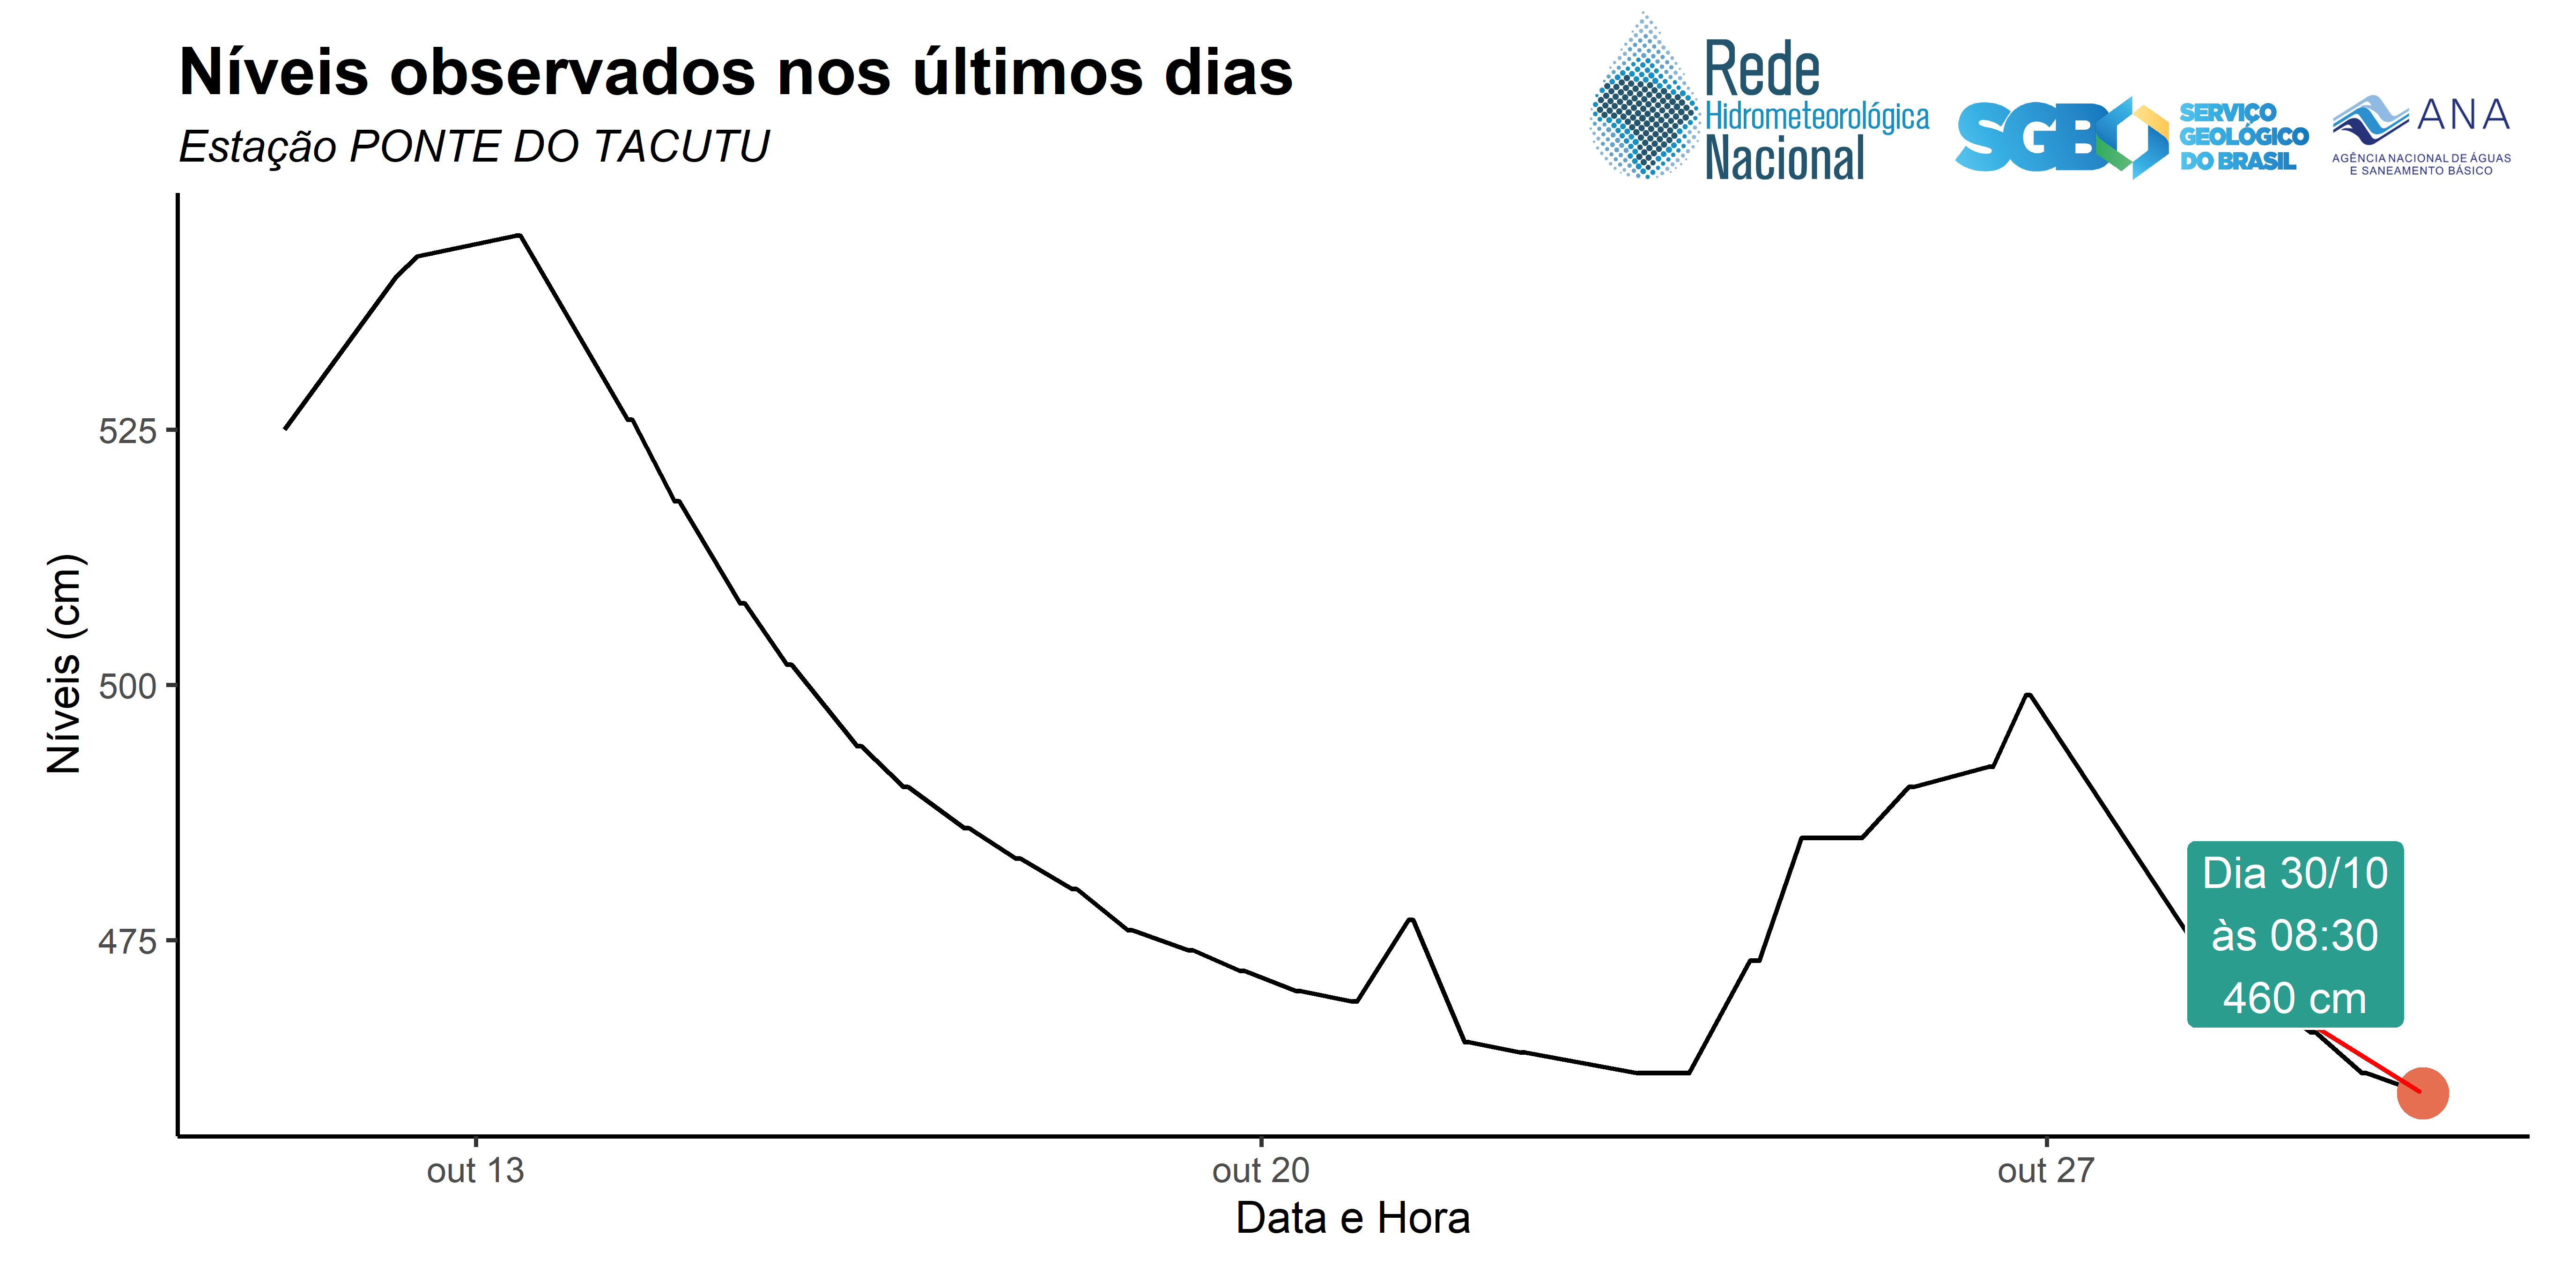 Níveis observados nos últimos dias
Estação PONTE DO TACUTU
Rede
Hidrometeorológica
Nacional
SGB
SERVIÇO
GEOLÓGICO
DO BRASIL
ANA
AGÊNCIA NACIONAL DE ÁGUAS
E SANEAMENTO BÁSICO
Níveis (cm)
525
500
475
Dia 30/10
às 08:30
460 cm
out 13
out 20
out 27
Data e Hora